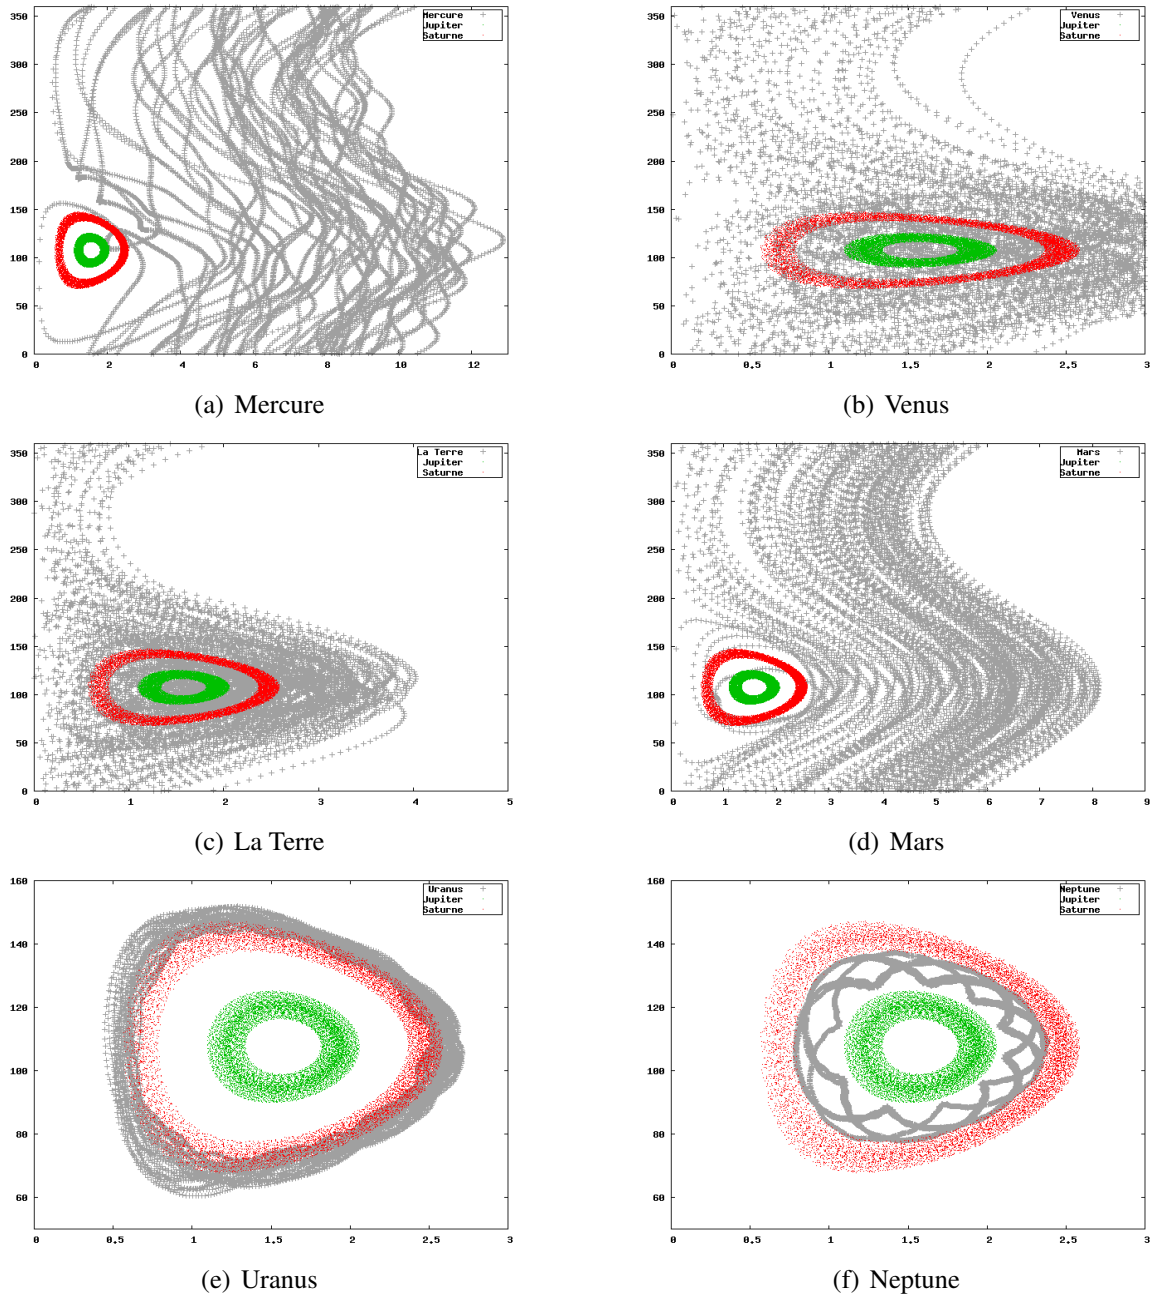 Mercure
Jupiter
Saturne
350
300
250
200
150
100
50
0
0 2 4 6 8 10 12
(a) Mercure
Venus
Jupiter
Saturne
350
300
250
200
150
100
50
0
0 0.5 1 1.5 2 2.5 3
(b) Venus
La Terre
Jupiter
Saturne
350
300
250
200
150
100
50
0
0 1 2 3 4 5
(c) La Terre
Mars
Jupiter
Saturne
350
300
250
200
150
100
50
0
0 1 2 3 4 5 6 7 8 9
(d) Mars
160
Uranus
Jupiter
Saturne
140
120
100
80
60
0 0.5 1 1.5 2 2.5 3
(e) Uranus
160
Neptune
Jupiter
Saturne
140
120
100
80
60
0 0.5 1 1.5 2 2.5 3
(f) Neptune